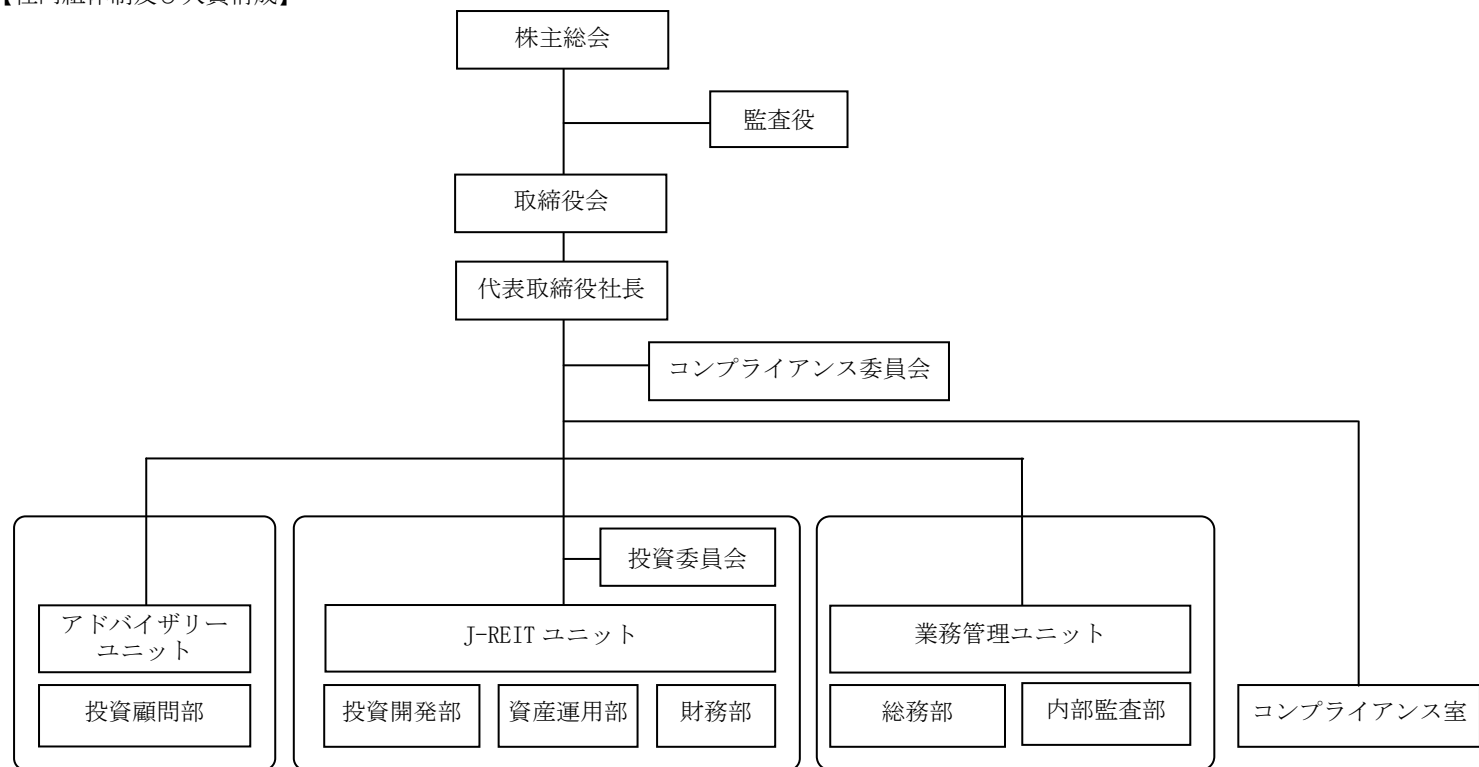 株主総会
監査役
取締役会
代表取締役社長
コンプライアンス委員会
投資委員会
アドバイザリー
ユニット
J-REIT ユニット
業務管理ユニット
投資顧問部
投資開発部
資産運用部
財務部
総務部
内部監査部
コンプライアンス室